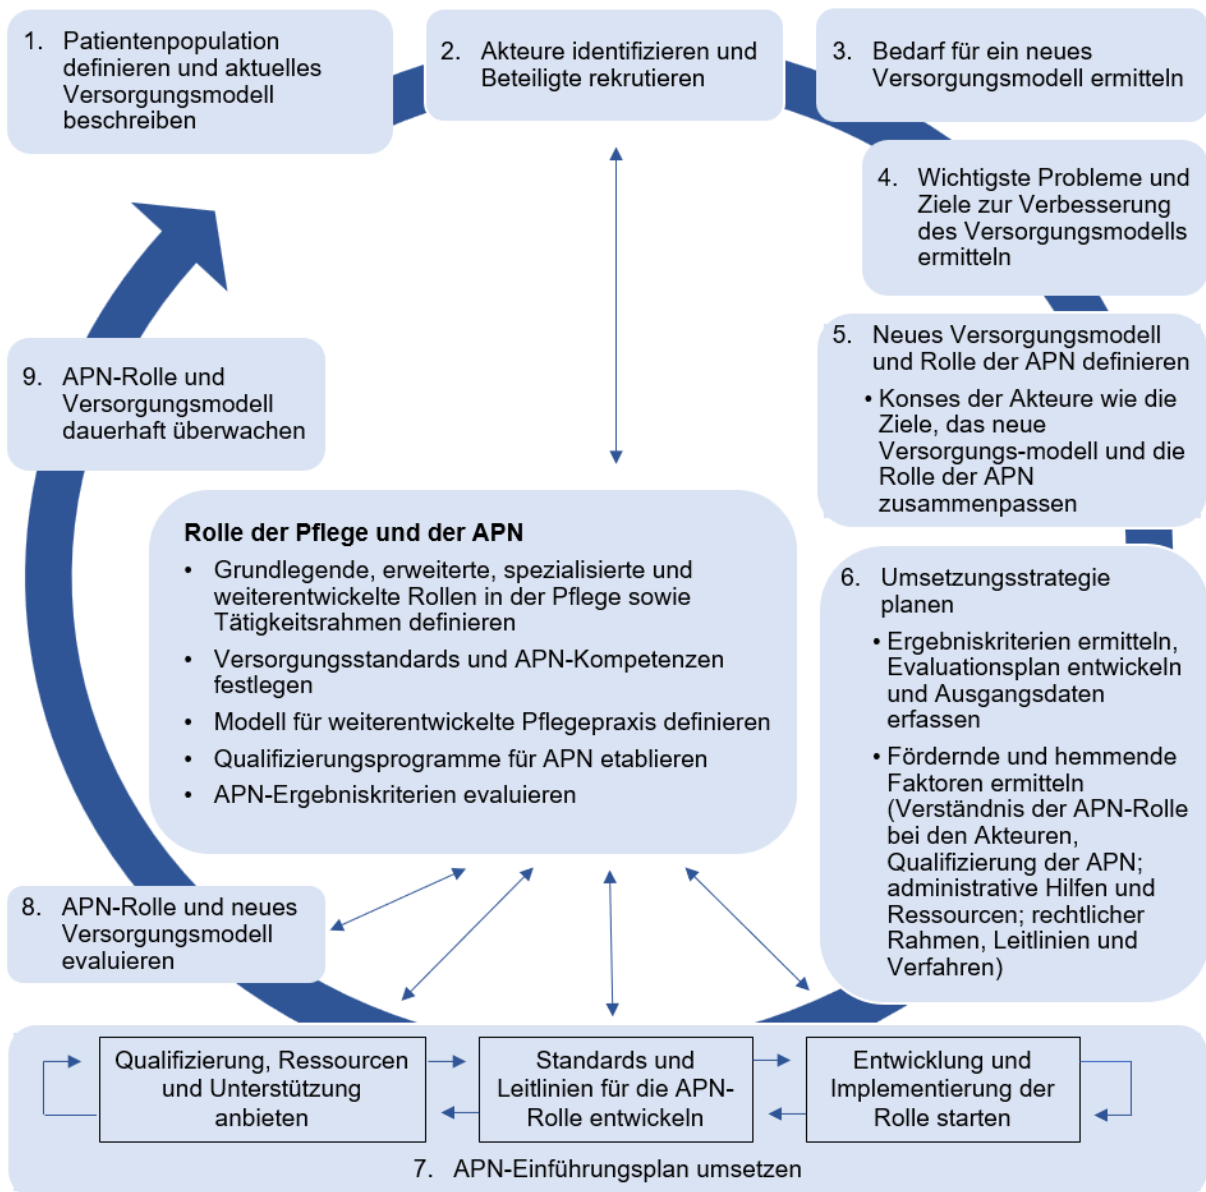 1. Patientenpopulation
definieren und aktuelles
Versorgungsmodell
beschreiben
2. Akteure identifizieren und
Beteiligte rekrutieren
3. Bedarf für ein neues
Versorgungsmodell ermitteln
4. Wichtigste Probleme und
Ziele zur Verbesserung
des Versorgungsmodells
ermitteln
5. Neues Versorgungsmodell
und Rolle der APN definieren
• Konses der Akteure wie die
Ziele, das neue
Versorgungs-modell und die
Rolle der APN
zusammenpassen
6. Umsetzungsstrategie
planen
• Ergebniskriterien ermitteln,
Evaluationsplan entwickeln
und Ausgangsdaten
erfassen
• Fördernde und hemmende
Faktoren ermitteln
(Verständnis der APN-Rolle
bei den Akteuren,
Qualifizierung der APN;
administrative Hilfen und
Ressourcen; rechtlicher
Rahmen, Leitlinien und
Verfahren)
Qualifizierung, Ressourcen
und Unterstützung
anbieten
Standards und
Leitlinien für die APN-
Rolle entwickeln
Entwicklung und
Implementierung der
Rolle starten
7. APN-Einführungsplan umsetzen
8. APN-Rolle und neues
Versorgungsmodell
evaluieren
9. APN-Rolle und
Versorgungsmodell
dauerhaft überwachen
Rolle der Pflege und der APN
• Grundlegende, erweiterte, spezialisierte und
weiterentwickelte Rollen in der Pflege sowie
Tätigkeitsrahmen definieren
• Versorgungsstandards und APN-Kompetenzen
festlegen
• Modell für weiterentwickelte Pflegepraxis definieren
• Qualifizierungsprogramme für APN etablieren
• APN-Ergebniskriterien evaluieren